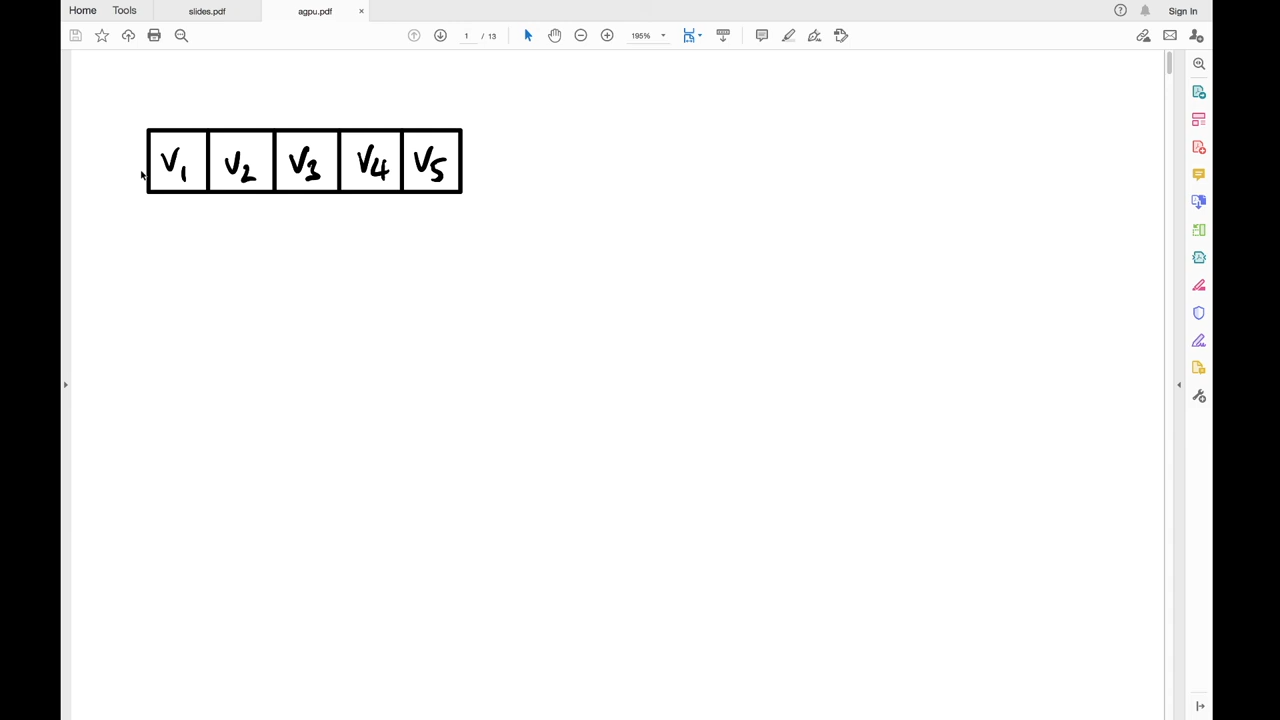 Home Tools slides.pdf agpu.pdf × ? Sign In
1 / 13 195%
V1 V2 V3 V4 V5